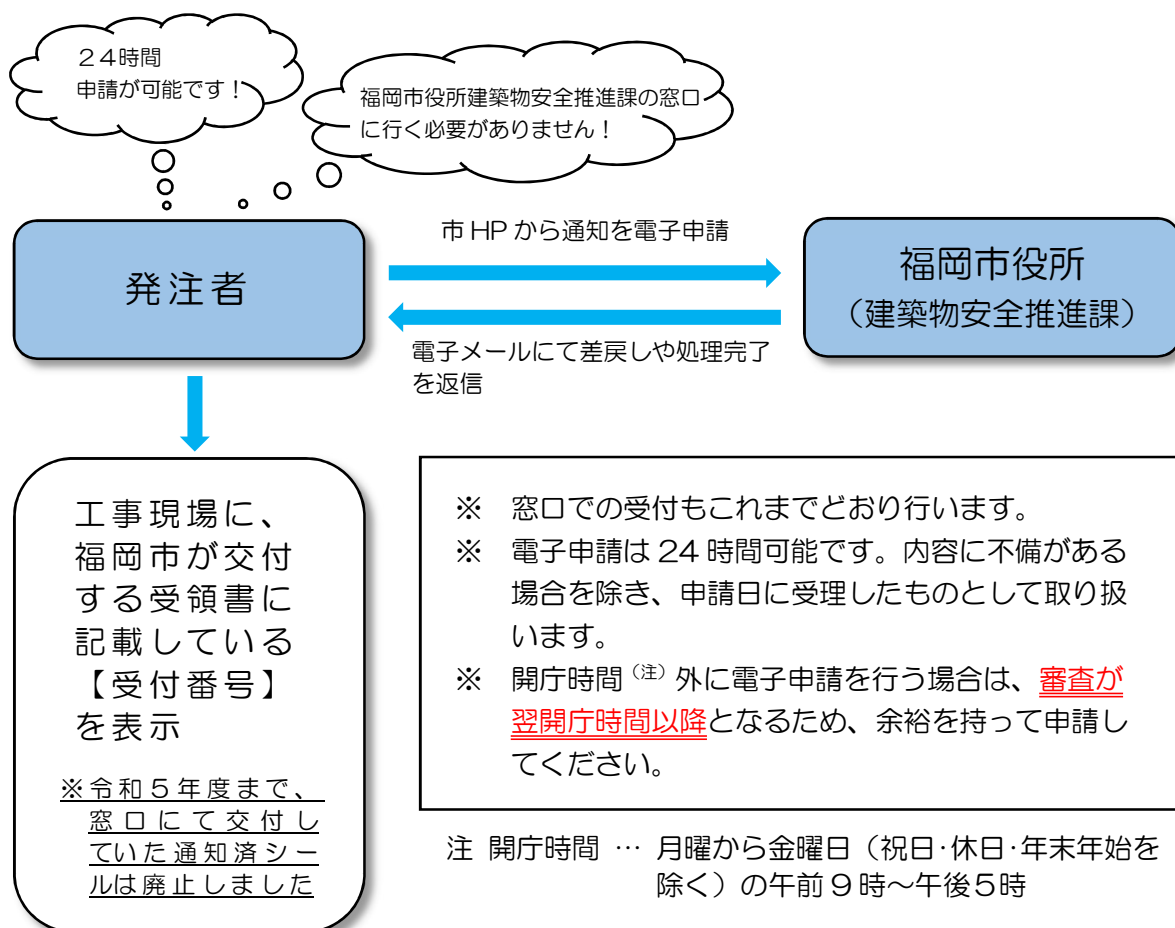 ２４時間
申請が可能です！
福岡市役所建築物安全推進課の窓口
に行く必要がありません！
市 HP から通知を電子申請
発注者
福岡市役所
（建築物安全推進課）
電子メールにて差戻しや処理完了
を返信
工事現場に、
福岡市が交付
する受領書に
記載している
【受付番号】
を表示
※令和５年度まで、
窓口にて交付し
ていた通知済シー
ルは廃止しました
※　窓口での受付もこれまでどおり行います。
※　電子申請は 24 時間可能です。内容に不備がある
場合を除き、申請日に受理したものとして取り扱
います。
※　開庁時間（注）外に電子申請を行う場合は、審査が
翌開庁時間以降となるため、余裕を持って申請し
てください。
注 開庁時間 … 月曜から金曜日（祝日･休日･年末年始を
除く）の午前９時～午後５時